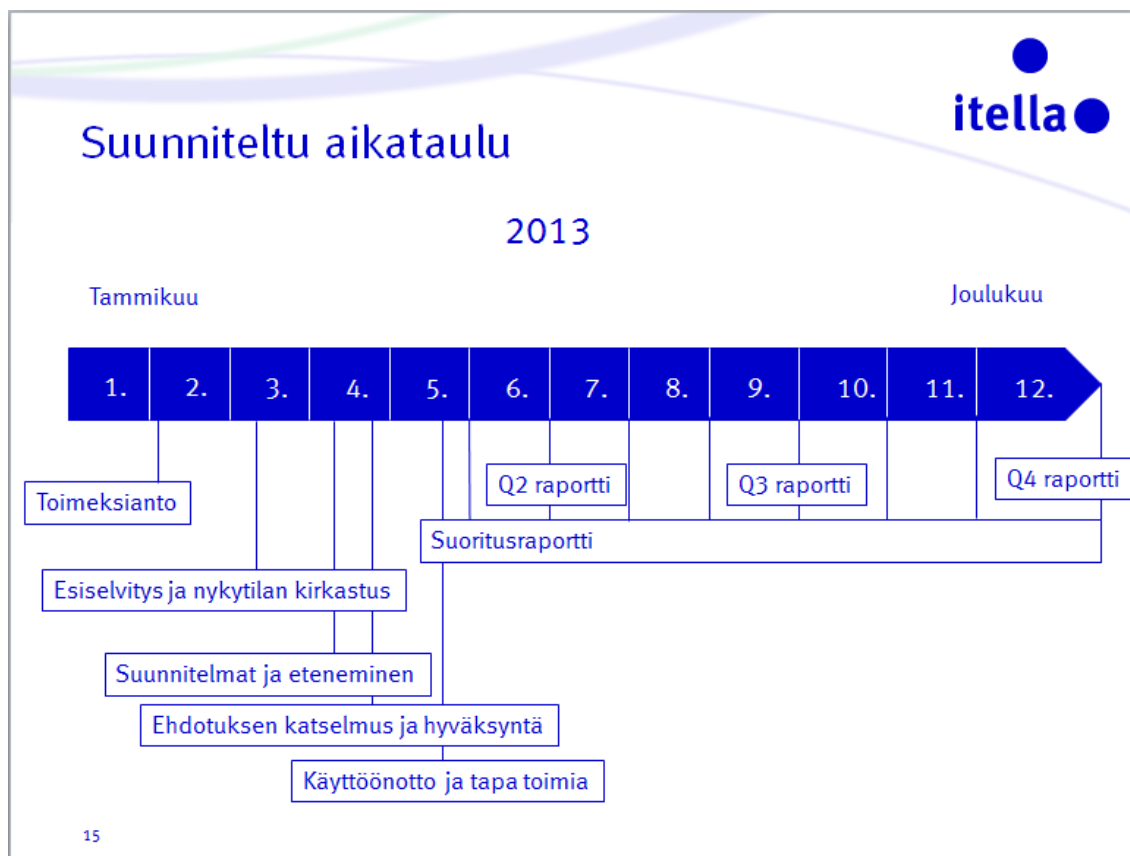 itella
Suunniteltu aikataulu
2013
Tammikuu
Joulukuu
1.
2.
3.
4.
5.
6.
7.
8.
9.
10.
11.
12.
Toimeksianto
Q2 raportti
Q3 raportti
Q4 raportti
Suoritusraportti
Esiselvitys ja nykytilan kirkastus
Suunnitelmat ja eteneminen
Ehdotuksen katselmus ja hyväksyntä
Käyttöönotto ja tapa toimia
15